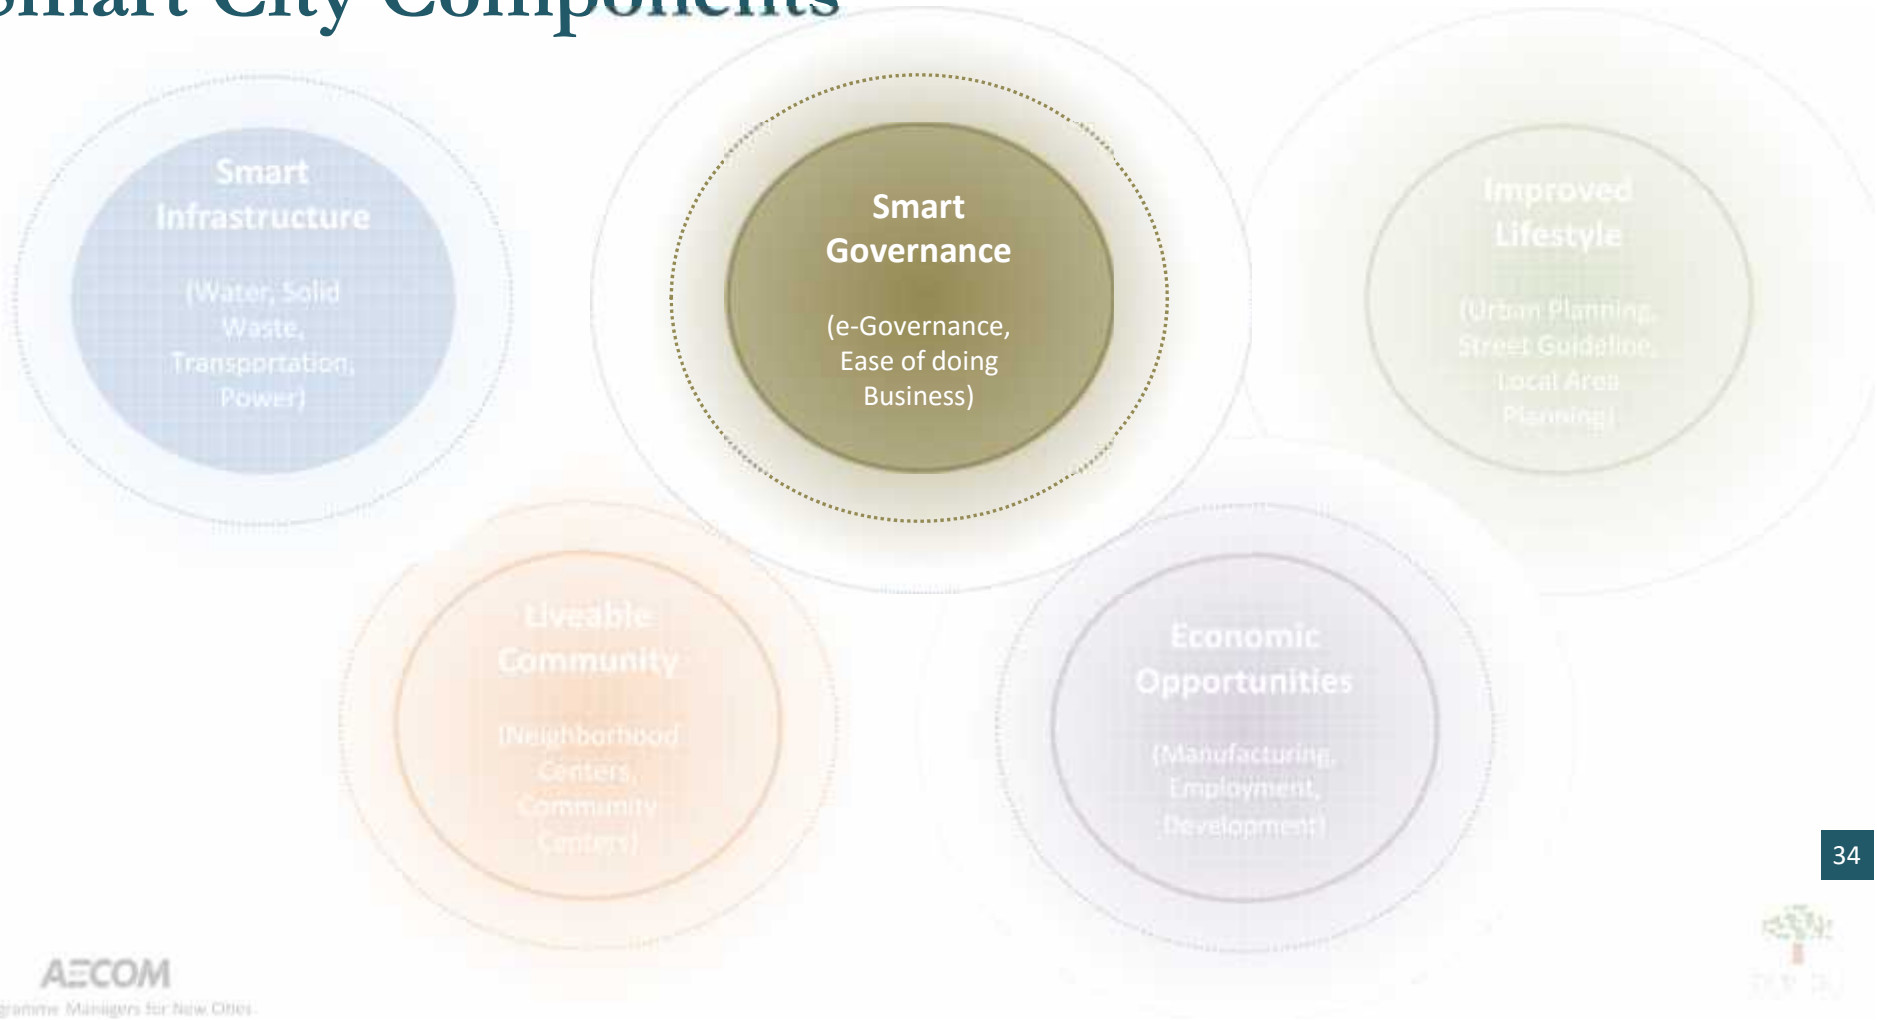 Smart City Components
Smart
Infrastructure
(Water, Solid
Waste,
Transportation,
Power)
Smart
Governance
(e-Governance,
Ease of doing
Business)
Improved
Lifestyle
(Urban Planning,
Street Guideline,
Local Area
Planning)
Liveable
Community
(Neighborhood
Centers,
Community
Centers)
Economic
Opportunities
(Manufacturing,
Employment,
Development)
34
AECOM
Managers for New Cities